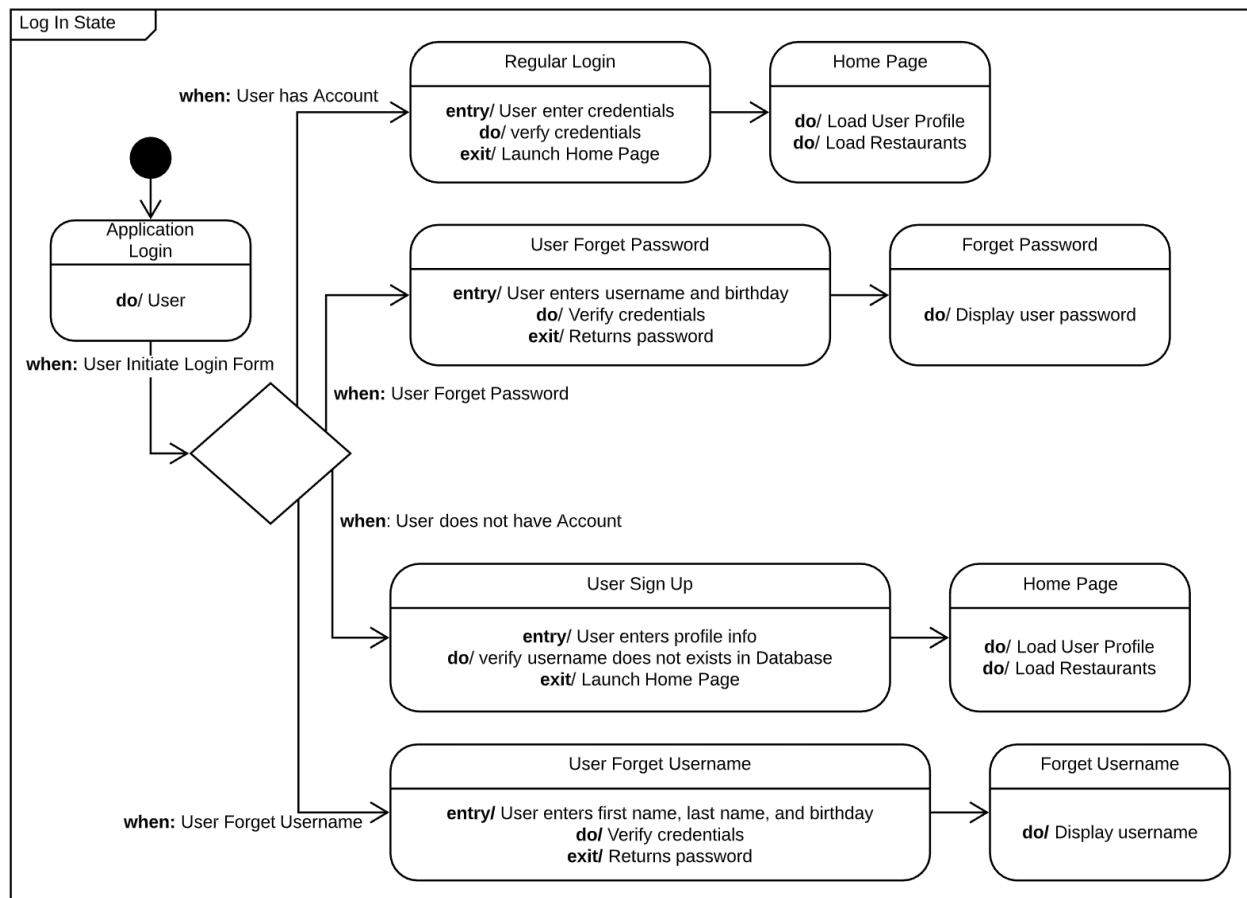 Log In State
Regular Login
entry/ User enter credentials
do/ verfy credentials
exit/ Launch Home Page
Home Page
do/ Load User Profile
do/ Load Restaurants
when: User has Account
Application
Login
do/ User
when: User Initiate Login Form
User Forget Password
entry/ User enters username and birthday
do/ Verify credentials
exit/ Returns password
Forget Password
do/ Display user password
when: User Forget Password
when: User does not have Account
User Sign Up
entry/ User enters profile info
do/ verify username does not exists in Database
exit/ Launch Home Page
Home Page
do/ Load User Profile
do/ Load Restaurants
when: User Forget Username
User Forget Username
entry/ User enters first name, last name, and birthday
do/ Verify credentials
exit/ Returns password
Forget Username
do/ Display username